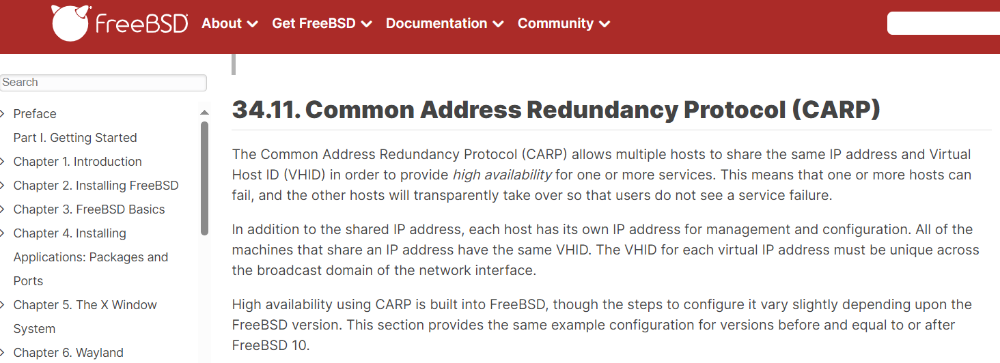 FreeBSD About Get FreeBSD Documentation Community
Search
Preface
Part I. Getting Started
Chapter 1. Introduction
Chapter 2. Installing FreeBSD
Chapter 3. FreeBSD Basics
Chapter 4. Installing
Applications: Packages and
Ports
Chapter 5. The X Window
System
Chapter 6. Wayland
34.11. Common Address Redundancy Protocol (CARP)
The Common Address Redundancy Protocol (CARP) allows multiple hosts to share the same IP address and Virtual
Host ID (VHID) in order to provide high availability for one or more services. This means that one or more hosts can
fail, and the other hosts will transparently take over so that users do not see a service failure.
In addition to the shared IP address, each host has its own IP address for management and configuration. All of the
machines that share an IP address have the same VHID. The VHID for each virtual IP address must be unique across
the broadcast domain of the network interface.
High availability using CARP is built into FreeBSD, though the steps to configure it vary slightly depending upon the
FreeBSD version. This section provides the same example configuration for versions before and equal to or after
FreeBSD 10.